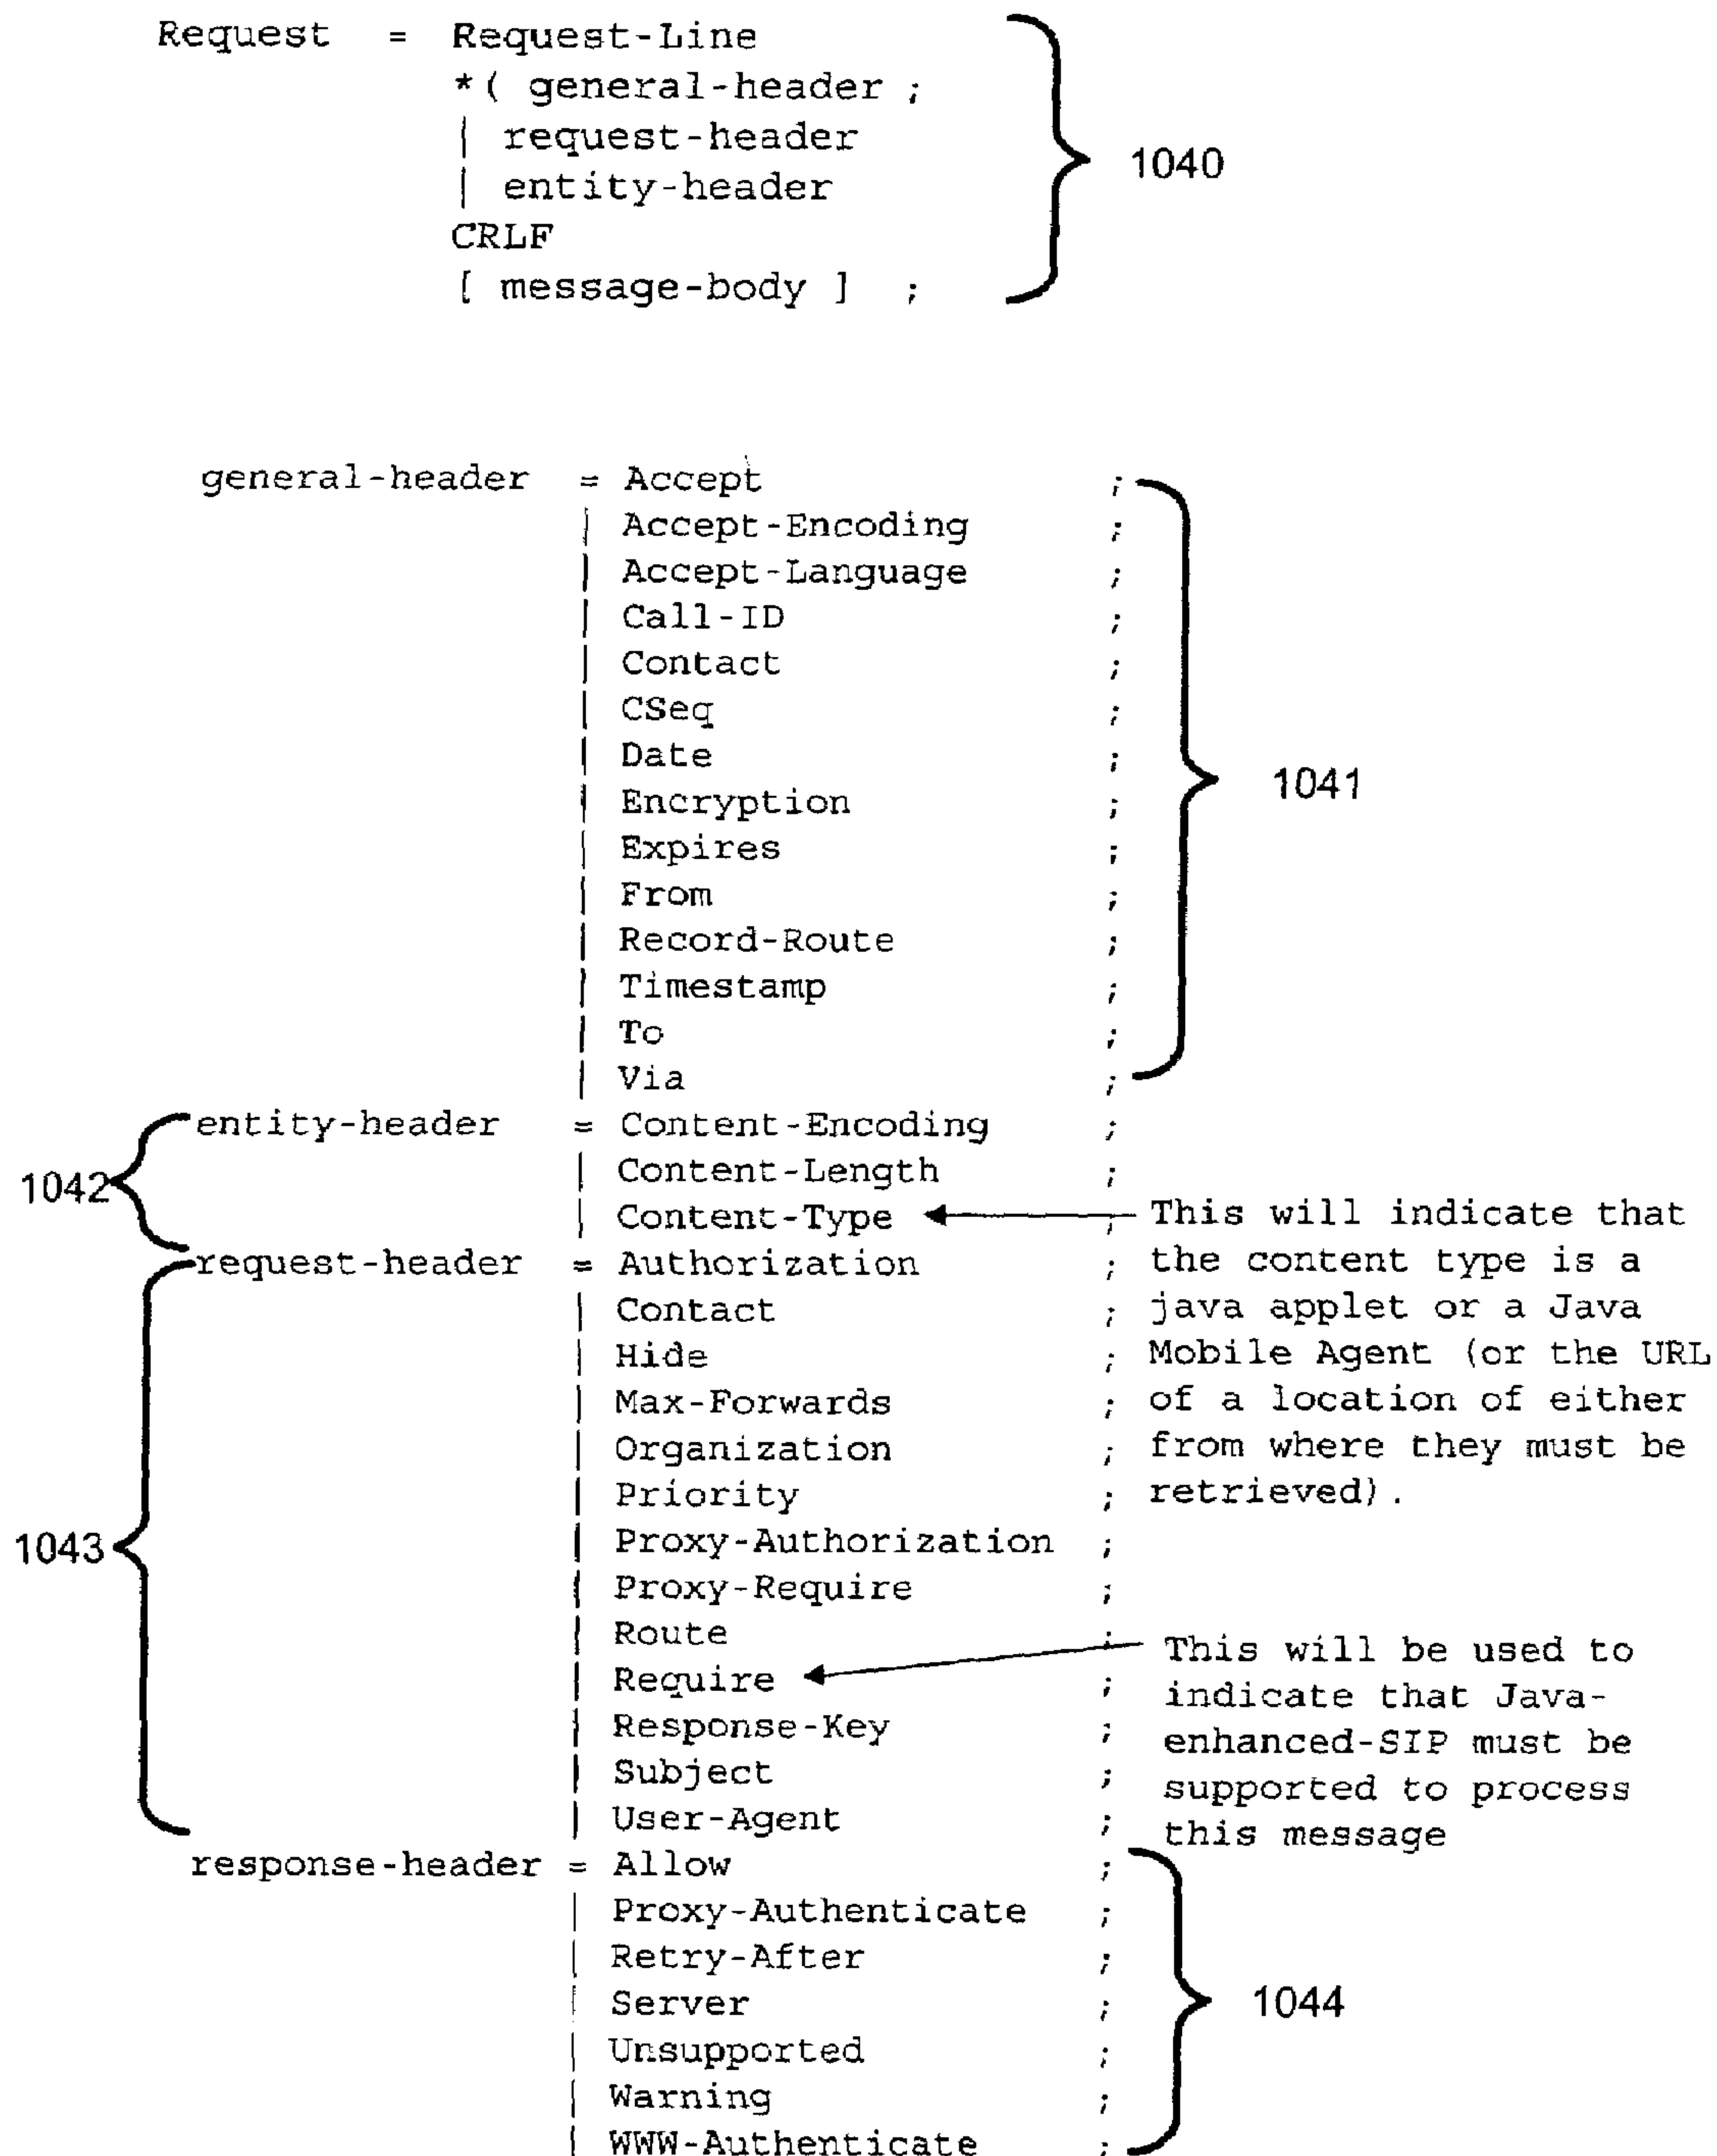 Request = Request-Line
*( general-header ;
| request-header
| entity-header
CRLF
[ message-body ] ;
1040
general-header = Accept ;
| Accept-Encoding ;
| Accept-Language ;
| Call-ID ;
| Contact ;
| CSeq ;
| Date ;
| Encryption ;
| Expires ;
| From ;
| Record-Route ;
| Timestamp ;
| To ;
| Via ;
1041
entity-header = Content-Encoding ;
| Content-Length ;
| Content-Type ;
1042
This will indicate that
the content type is a
java applet or a Java
Mobile Agent (or the URL
of a location of either
from where they must be
retrieved).
request-header = Authorization ;
| Contact ;
| Hide ;
| Max-Forwards ;
| Organization ;
| Priority ;
| Proxy-Authorization ;
| Proxy-Require ;
| Route ;
| Require ;
| Response-Key ;
| Subject ;
| User-Agent ;
1043
This will be used to
indicate that Java-
enhanced-SIP must be
supported to process
this message
response-header = Allow ;
| Proxy-Authenticate ;
| Retry-After ;
| Server ;
| Unsupported ;
| Warning ;
| WWW-Authenticate ;
1044